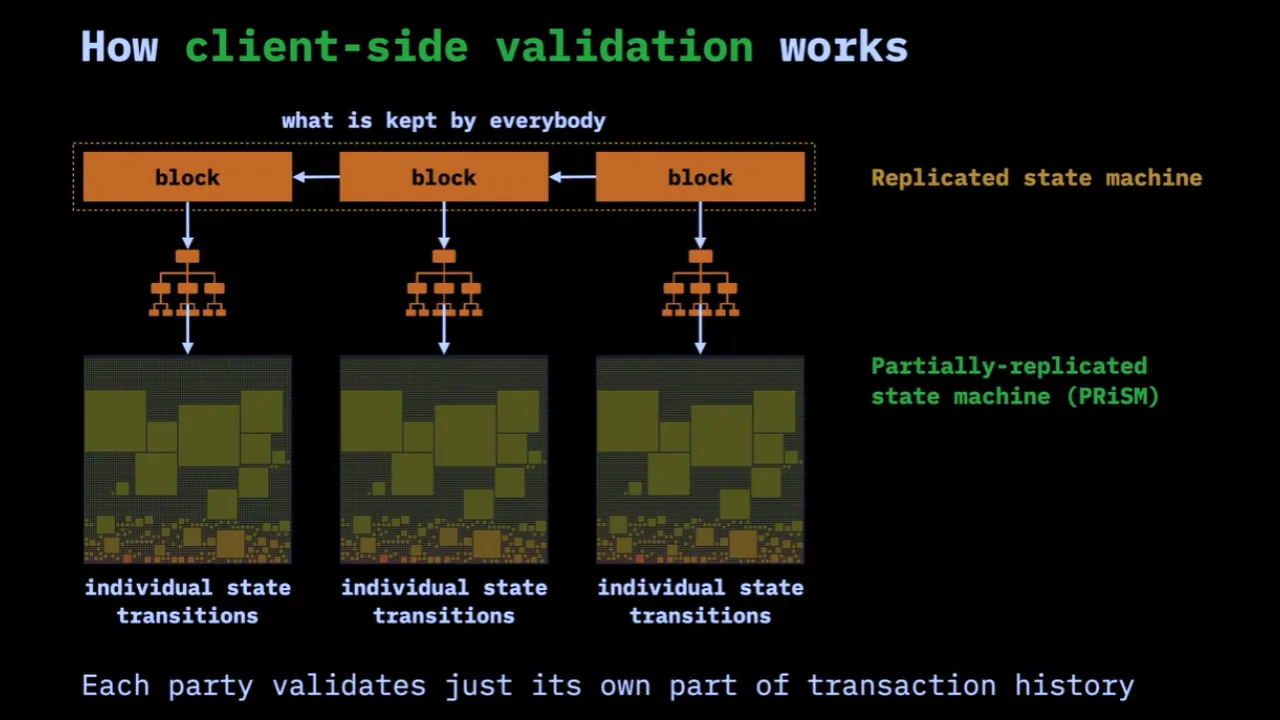 How client-side validation works
what is kept by everybody
block
block
block
Replicated state machine
Partially-replicated
state machine (PRiSM)
individual state
transitions
individual state
transitions
individual state
transitions
Each party validates just its own part of transaction history